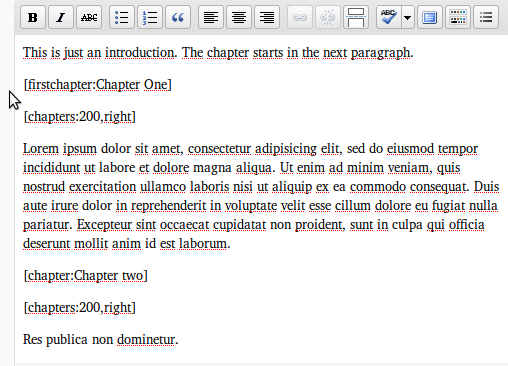 B I ABC ABC
This is just an introduction. The chapter starts in the next paragraph.
[firstchapter:Chapter One]
[chapters:200,right]
Lorem ipsum dolor sit amet, consectetur adipisicing elit, sed do eiusmod tempor
incididunt ut labore et dolore magna aliqua. Ut enim ad minim veniam, quis
nostrud exercitation ullamco laboris nisi ut aliquip ex ea commodo consequat. Duis
aute irure dolor in reprehenderit in voluptate velit esse cillum dolore eu fugiat nulla
pariatur. Excepteur sint occaecat cupidatat non proident, sunt in culpa qui officia
deserunt mollit anim id est laborum.
[chapter:Chapter two]
[chapters:200,right]
Res publica non dominetur.